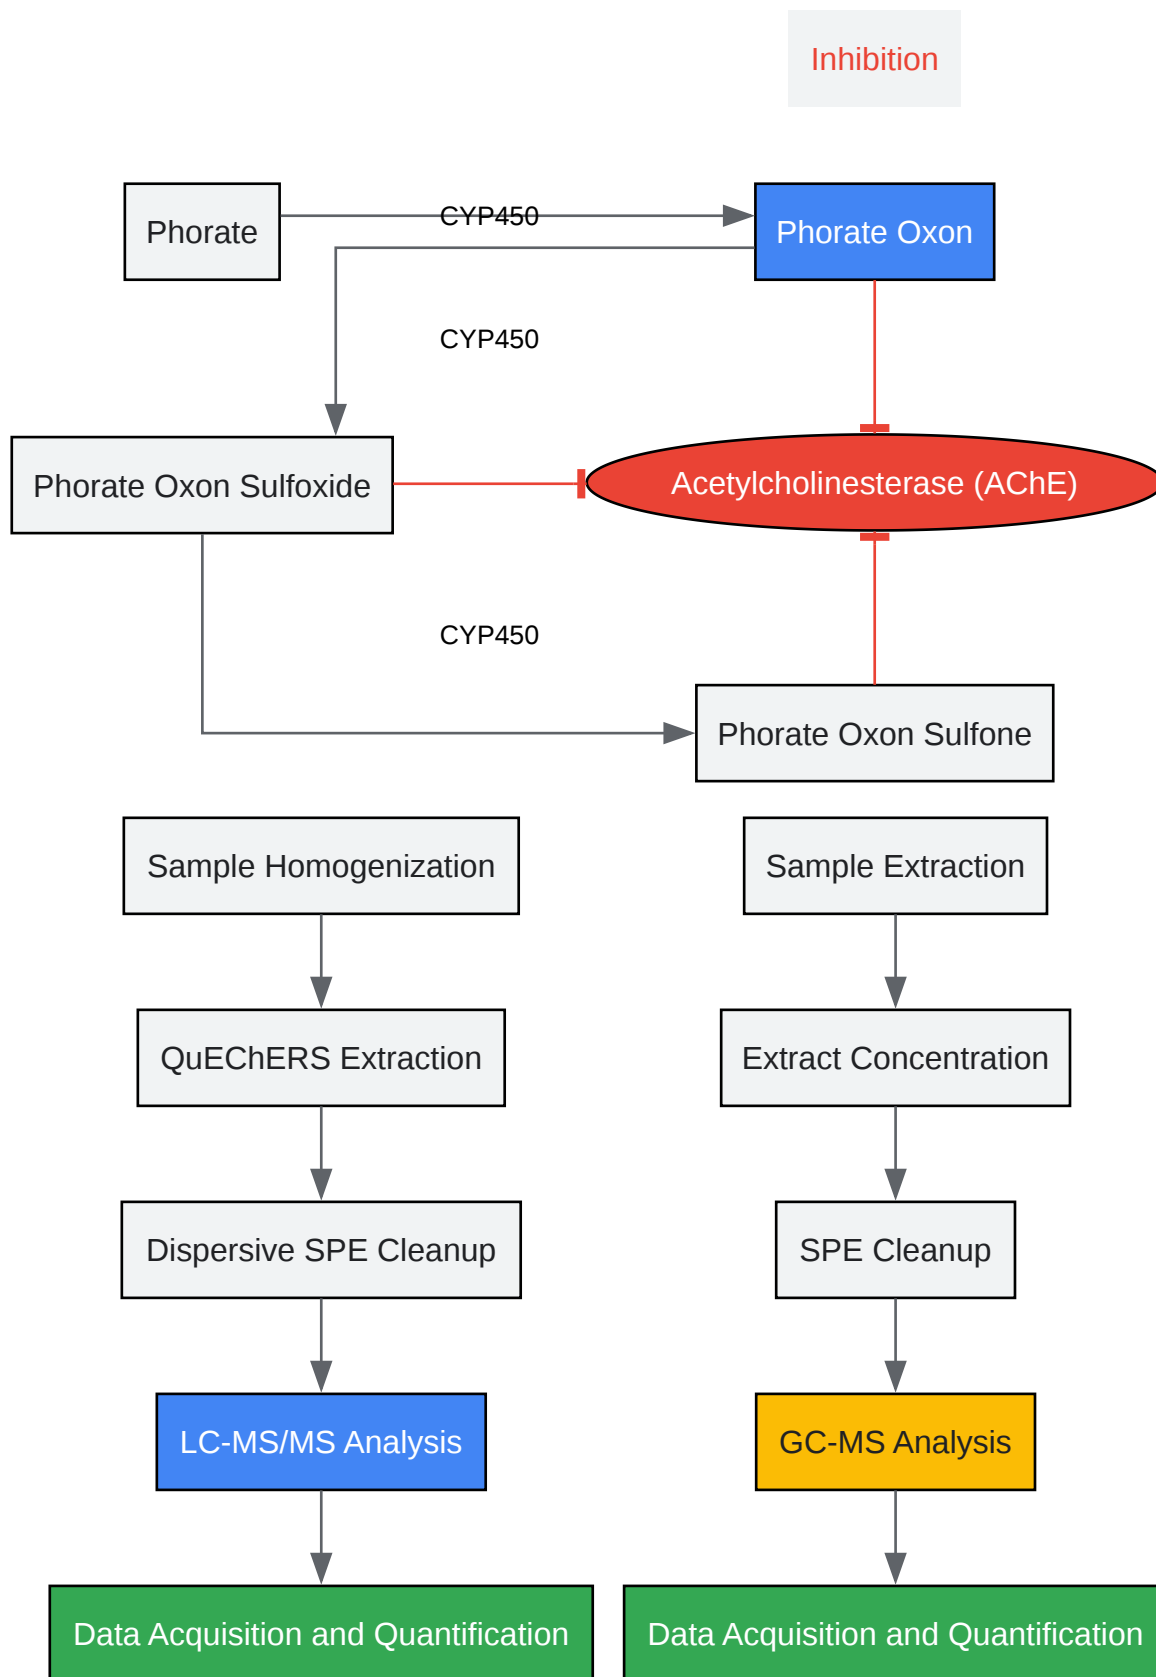 Inhibition
Phorate
CYP450
Phorate Oxon
CYP450
Phorate Oxon Sulfoxide
Acetylcholinesterase (AChE)
CYP450
Phorate Oxon Sulfone
Sample Homogenization
Sample Extraction
QuEChERS Extraction
Extract Concentration
Dispersive SPE Cleanup
SPE Cleanup
LC-MS/MS Analysis
GC-MS Analysis
Data Acquisition and Quantification
Data Acquisition and Quantification